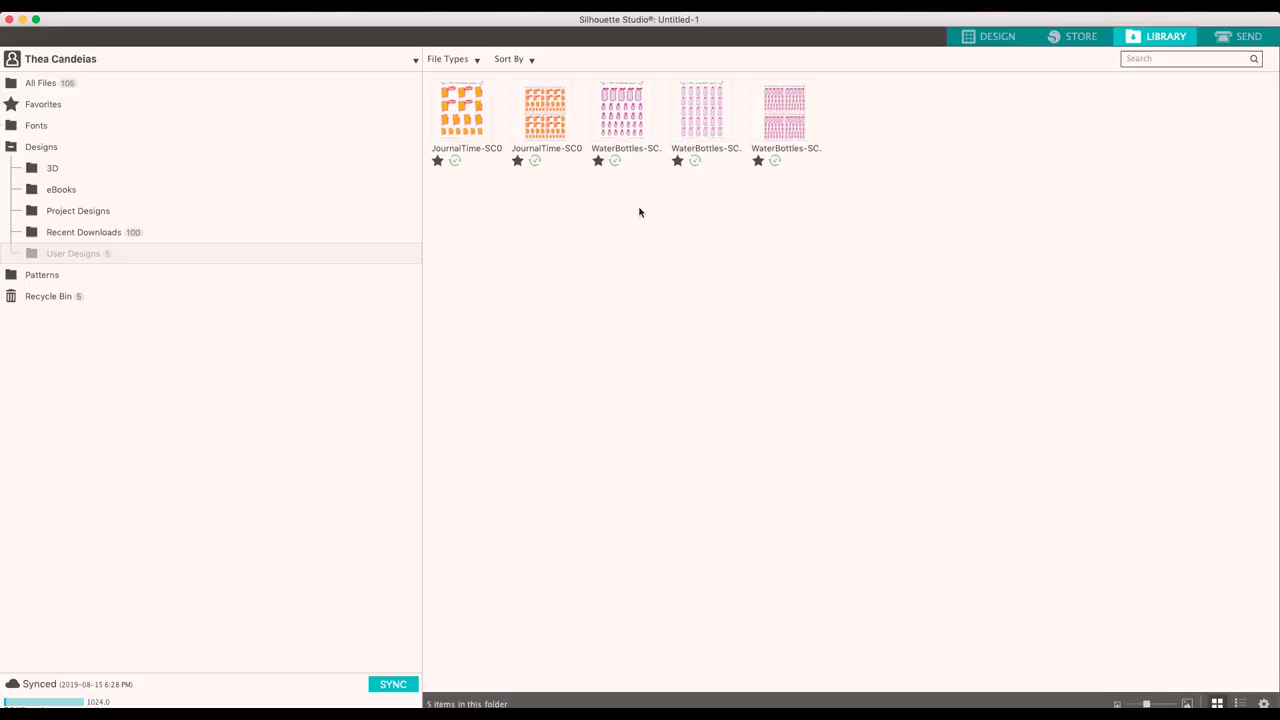 Silhouette Studio®: Untitled-1
DESIGN
STORE
LIBRARY
SEND
Thea Candeias
File Types
Sort By
Search
All Files 105
Favorites
Fonts
Designs
3D
eBooks
Project Designs
Recent Downloads 100
User Designs 5
Patterns
Recycle Bin 5
JournalTime-SC0
JournalTime-SC0
WaterBottles-SC..
WaterBottles-SC..
WaterBottles-SC..
Synced (2019-08-15 6:28 PM)
SYNC
1024.0
5 items in this folder